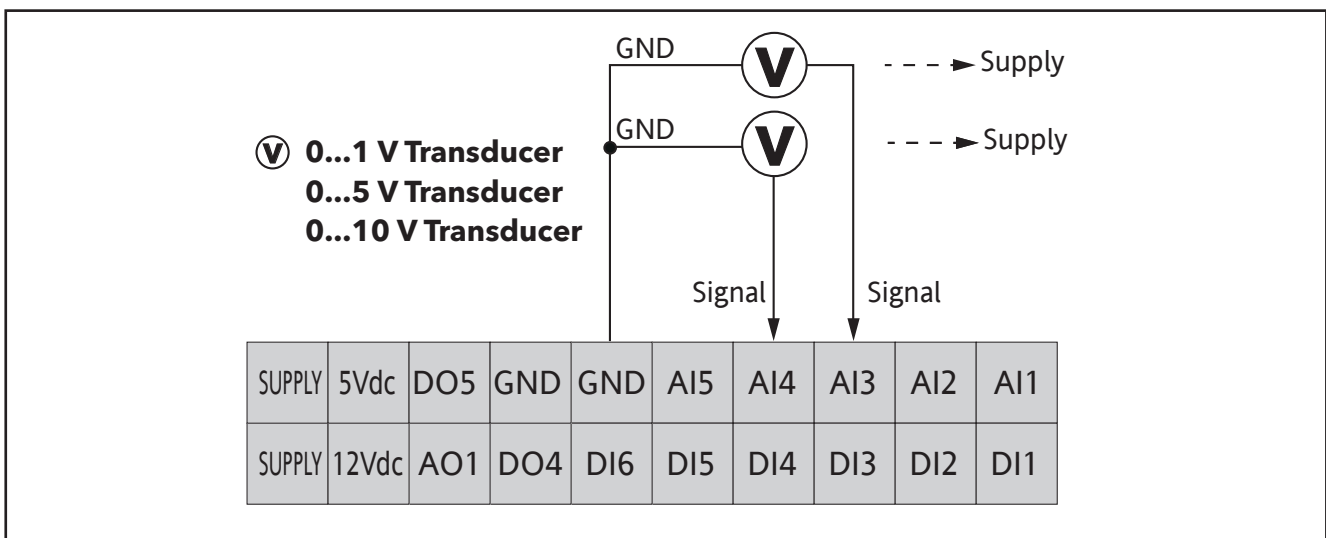 GND
V
Supply
GND
V
Supply
V 0...1 V Transducer
0...5 V Transducer
0...10 V Transducer
Signal
Signal
SUPPLY 5Vdc DO5 GND GND AI5 AI4 AI3 AI2 AI1
SUPPLY 12Vdc AO1 DO4 DI6 DI5 DI4 DI3 DI2 DI1